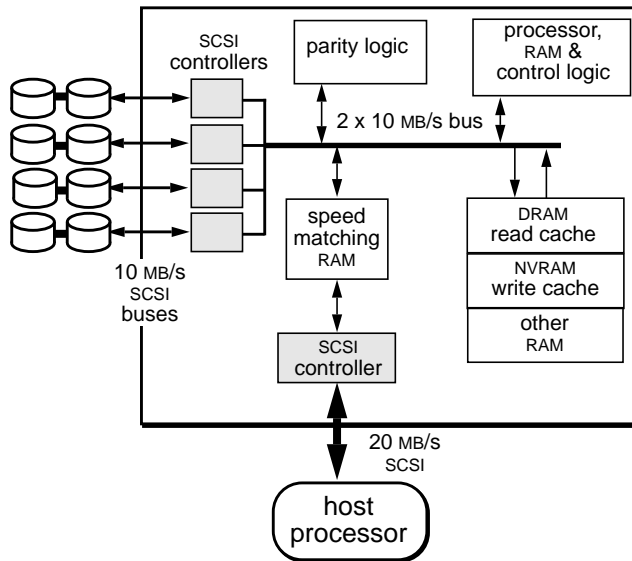 SCSI
controllers
parity logic
processor,
RAM &
control logic
2 x 10 MB/s bus
speed
matching
RAM
DRAM
read cache
NVRAM
write cache
other
RAM
10 MB/s
SCSI
buses
SCSI
controller
20 MB/s
SCSI
host
processor